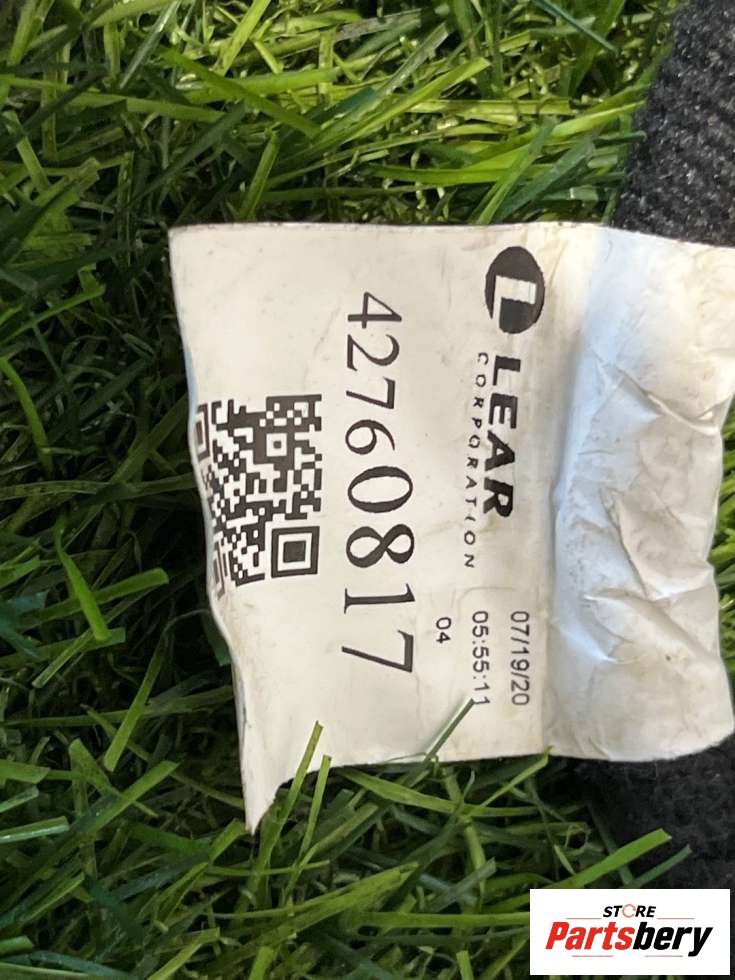 LEAR
CORPORATION
07/19/20
05:55:11
04
42760817
STORE
Partsbery